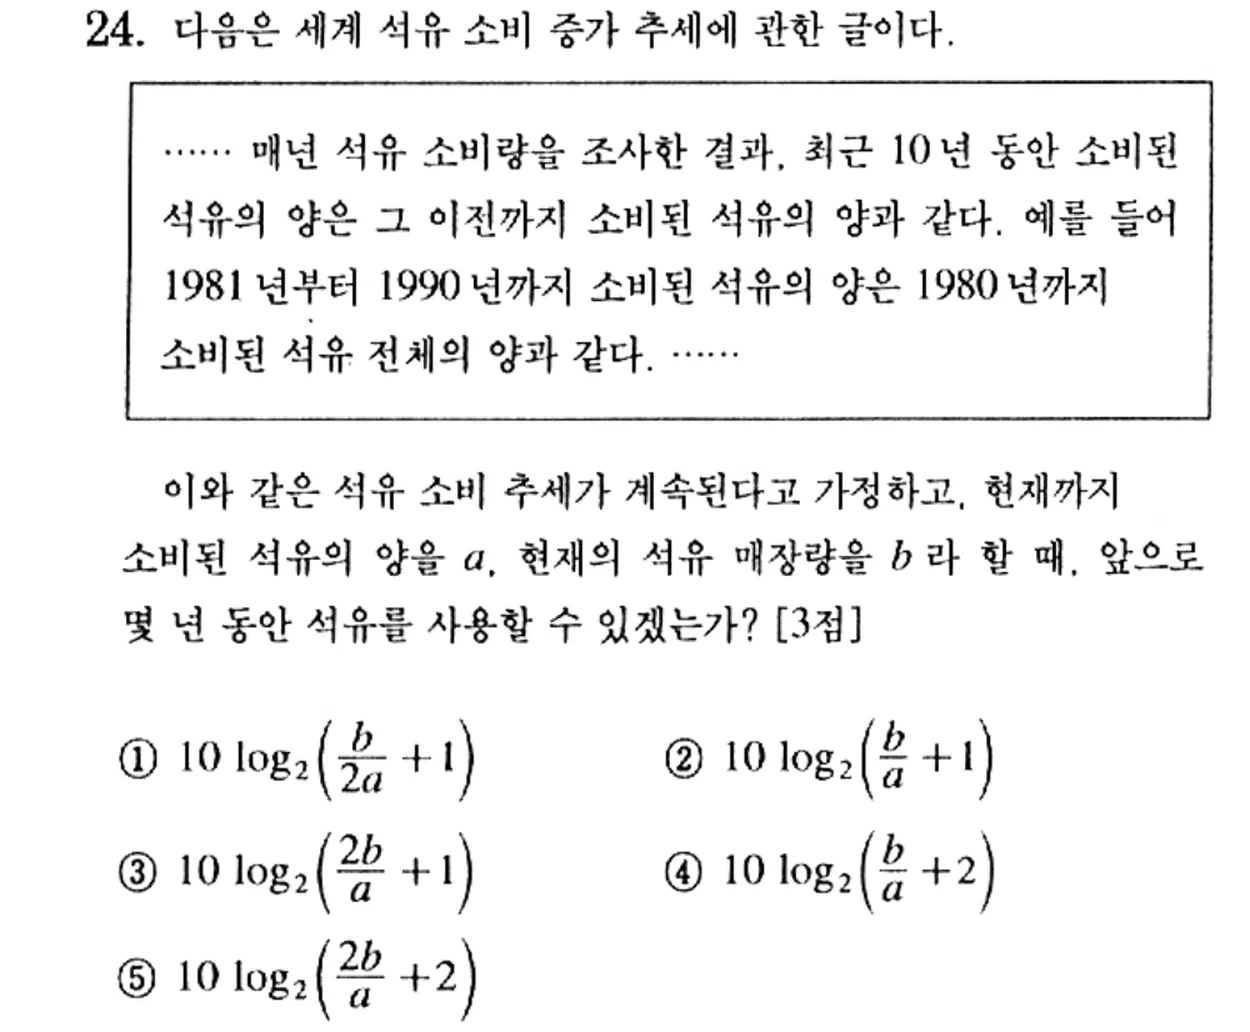 24. 다음은 세계 석유 소비 증가 추세에 관한 글이다.
…… 매년 석유 소비량을 조사한 결과, 최근 10년 동안 소비된
석유의 양은 그 이전까지 소비된 석유의 양과 같다. 예를 들어
1981년부터 1990년까지 소비된 석유의 양은 1980년까지
소비된 석유 전체의 양과 같다. ……
이와 같은 석유 소비 추세가 계속된다고 가정하고, 현재까지
소비된 석유의 양을 a, 현재의 석유 매장량을 b라 할 때, 앞으로
몇 년 동안 석유를 사용할 수 있겠는가? [3점]
① 10 log₂(b/2a + 1) ② 10 log₂(b/a + 1)
③ 10 log₂(2b/a + 1) ④ 10 log₂(b/a + 2)
⑤ 10 log₂(2b/a + 2)